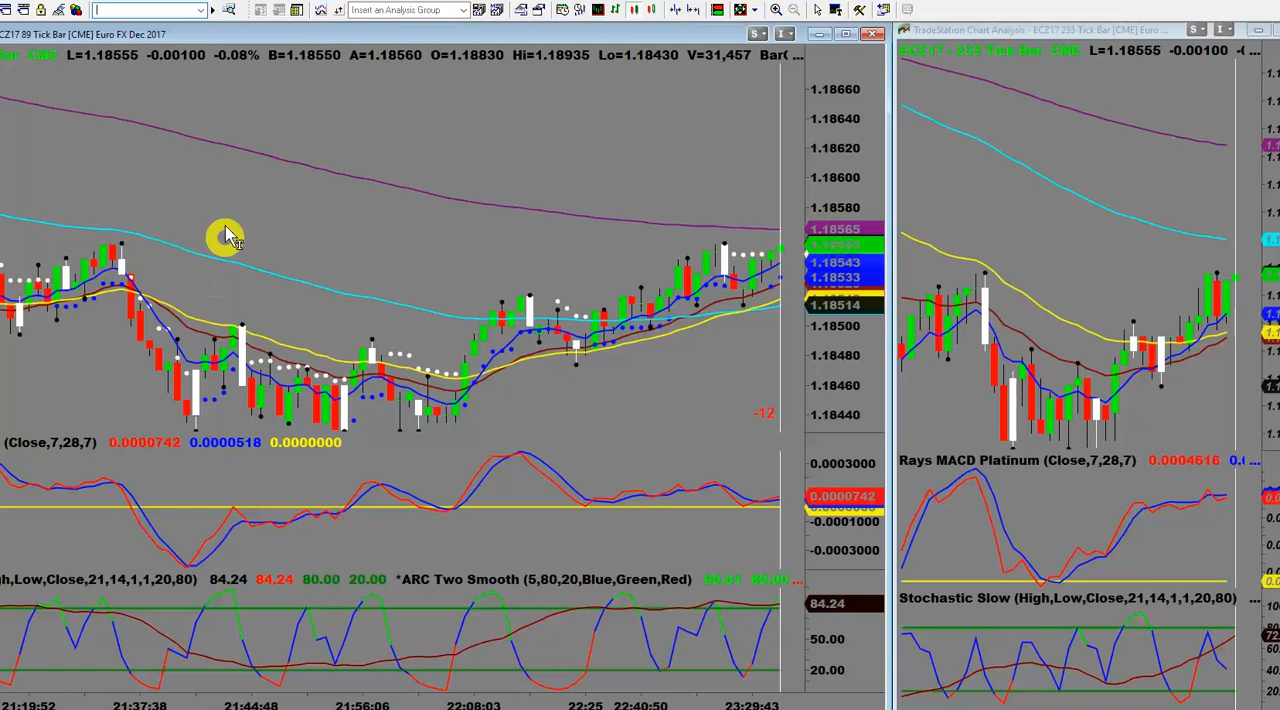 Insert an Analysis Group
ECZ17 89 Tick Bar [CME] Euro FX Dec 2017
S
I
Bar CME L=1.18555 -0.00100 -0.08% B=1.18550 A=1.18560 O=1.18830 Hi=1.18935 Lo=1.18430 V=31,457 Bar( ...
1.18660
1.18640
1.18620
1.18600
1.18580
1.18565
1.18543
1.18533
1.18514
1.18500
1.18480
1.18460
1.18440
-12
(Close,7,28,7) 0.0000742 0.0000518 0.0000000
0.0003000
0.0000742
-0.0001000
-0.0003000
High,Low,Close,21,14,1,1,20,80) 84.24 84.24 80.00 20.00 *ARC Two Smooth (5,80,20,Blue,Green,Red)
84.24
50.00
20.00
21:19:52 21:37:38 21:44:48 21:56:06 22:08:03 22:25 22:40:50 23:29:43
TradeStation Chart Analysis - ECZ17 233 Tick Bar [CME] Euro ...
S
I
ECZ17 - 233 Tick Bar CME L=1.18555 -0.00100
Rays MACD Platinum (Close,7,28,7) 0.0004616
Stochastic Slow (High,Low,Close,21,14,1,1,20,80) ...